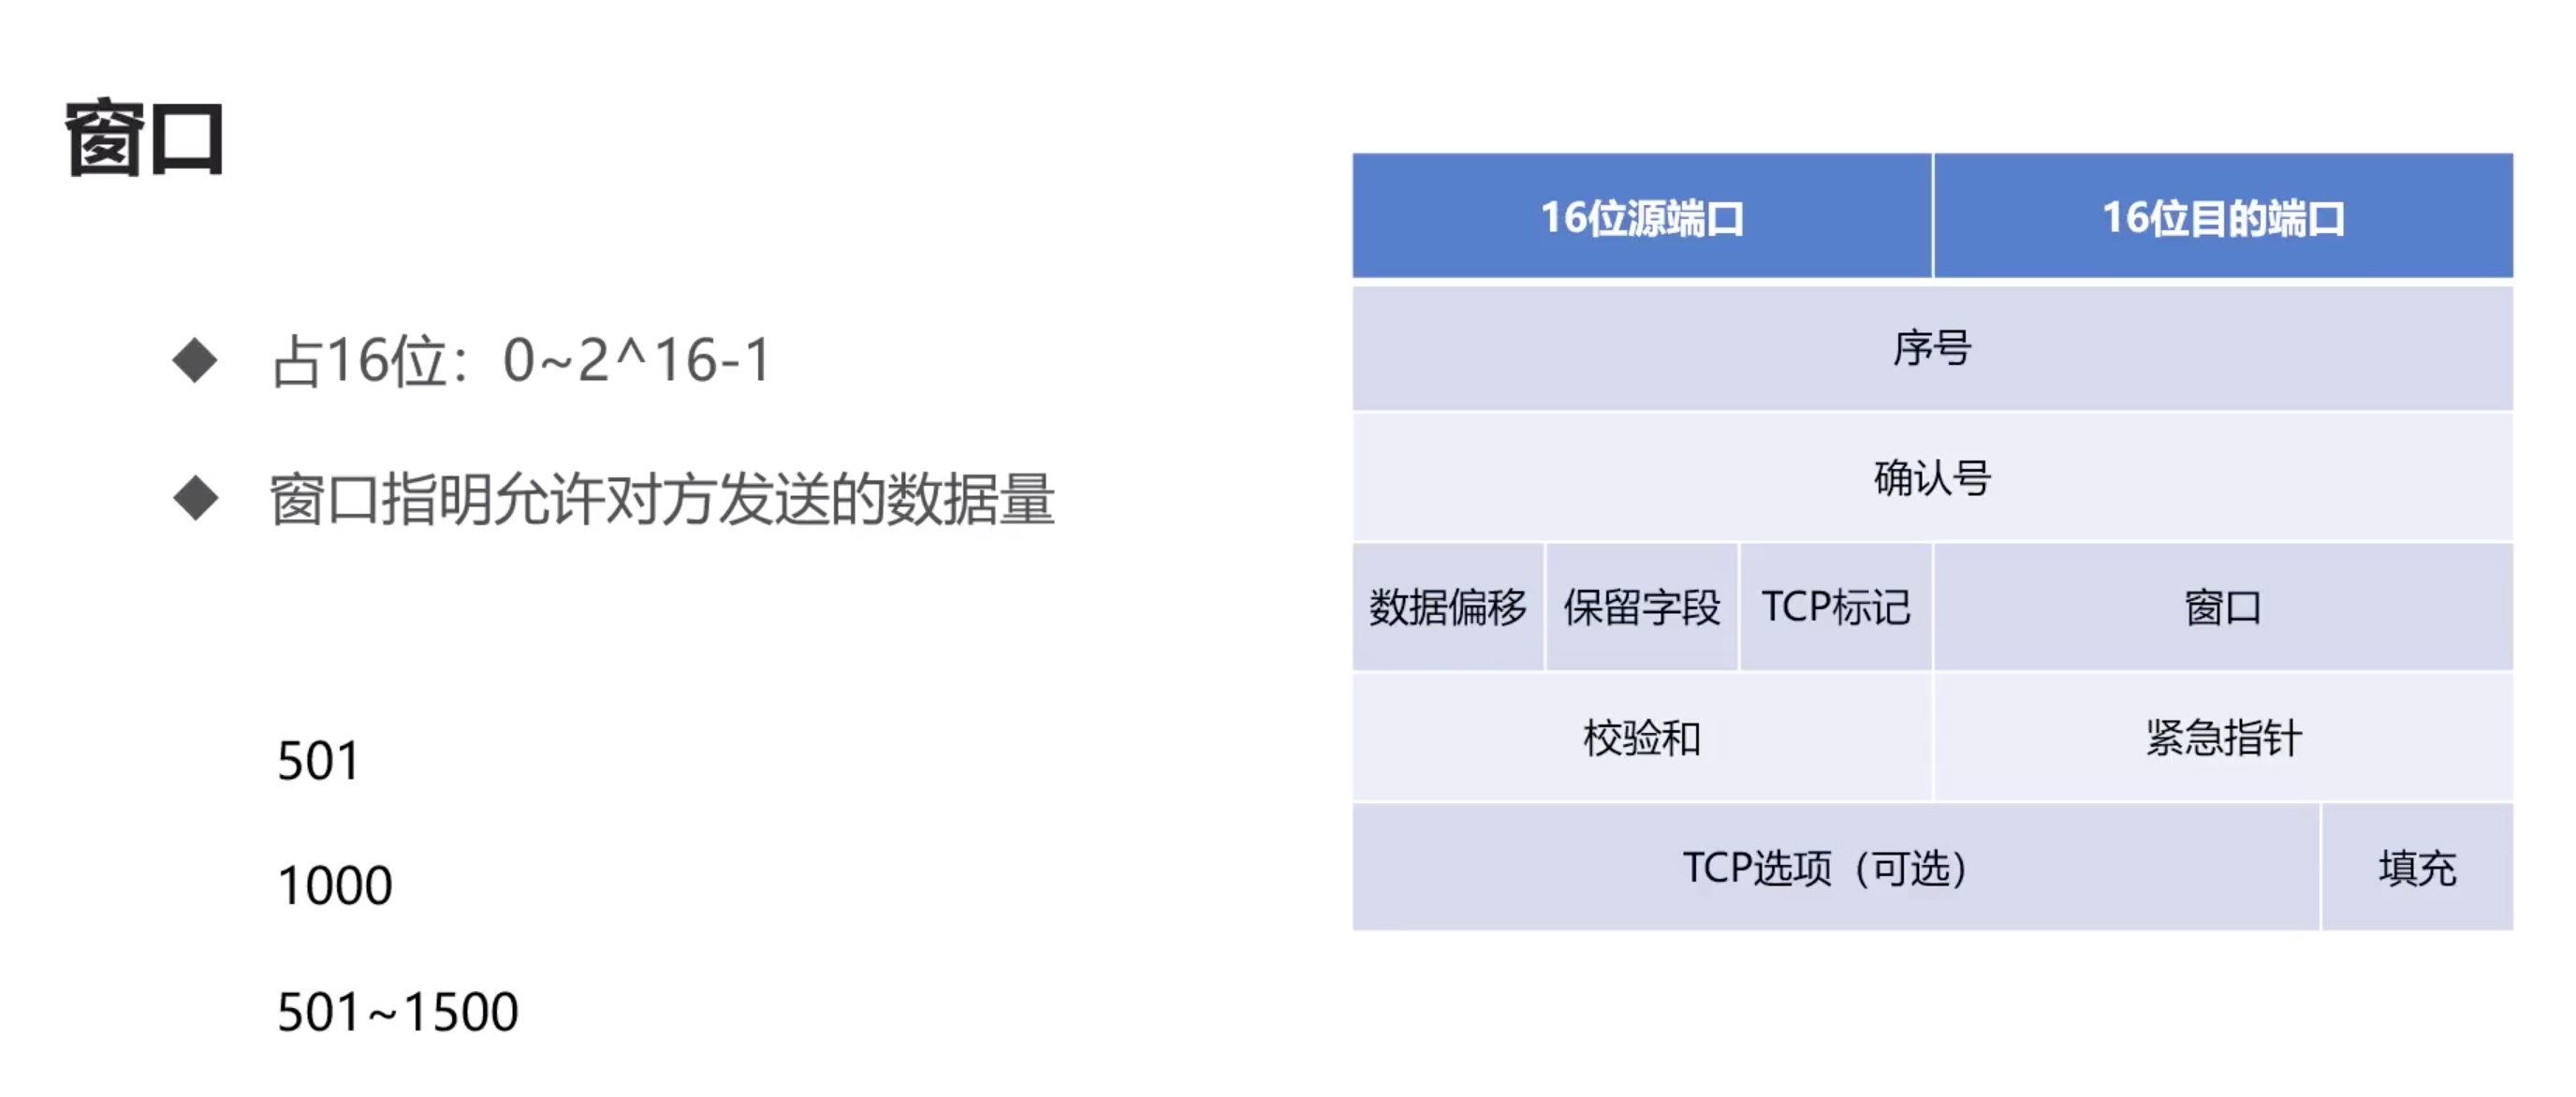 窗口
占16位：0~2^16-1
窗口指明允许对方发送的数据量
501
1000
501~1500
16位源端口 16位目的端口
序号
确认号
数据偏移 保留字段 TCP标记 窗口
校验和 紧急指针
TCP选项（可选） 填充